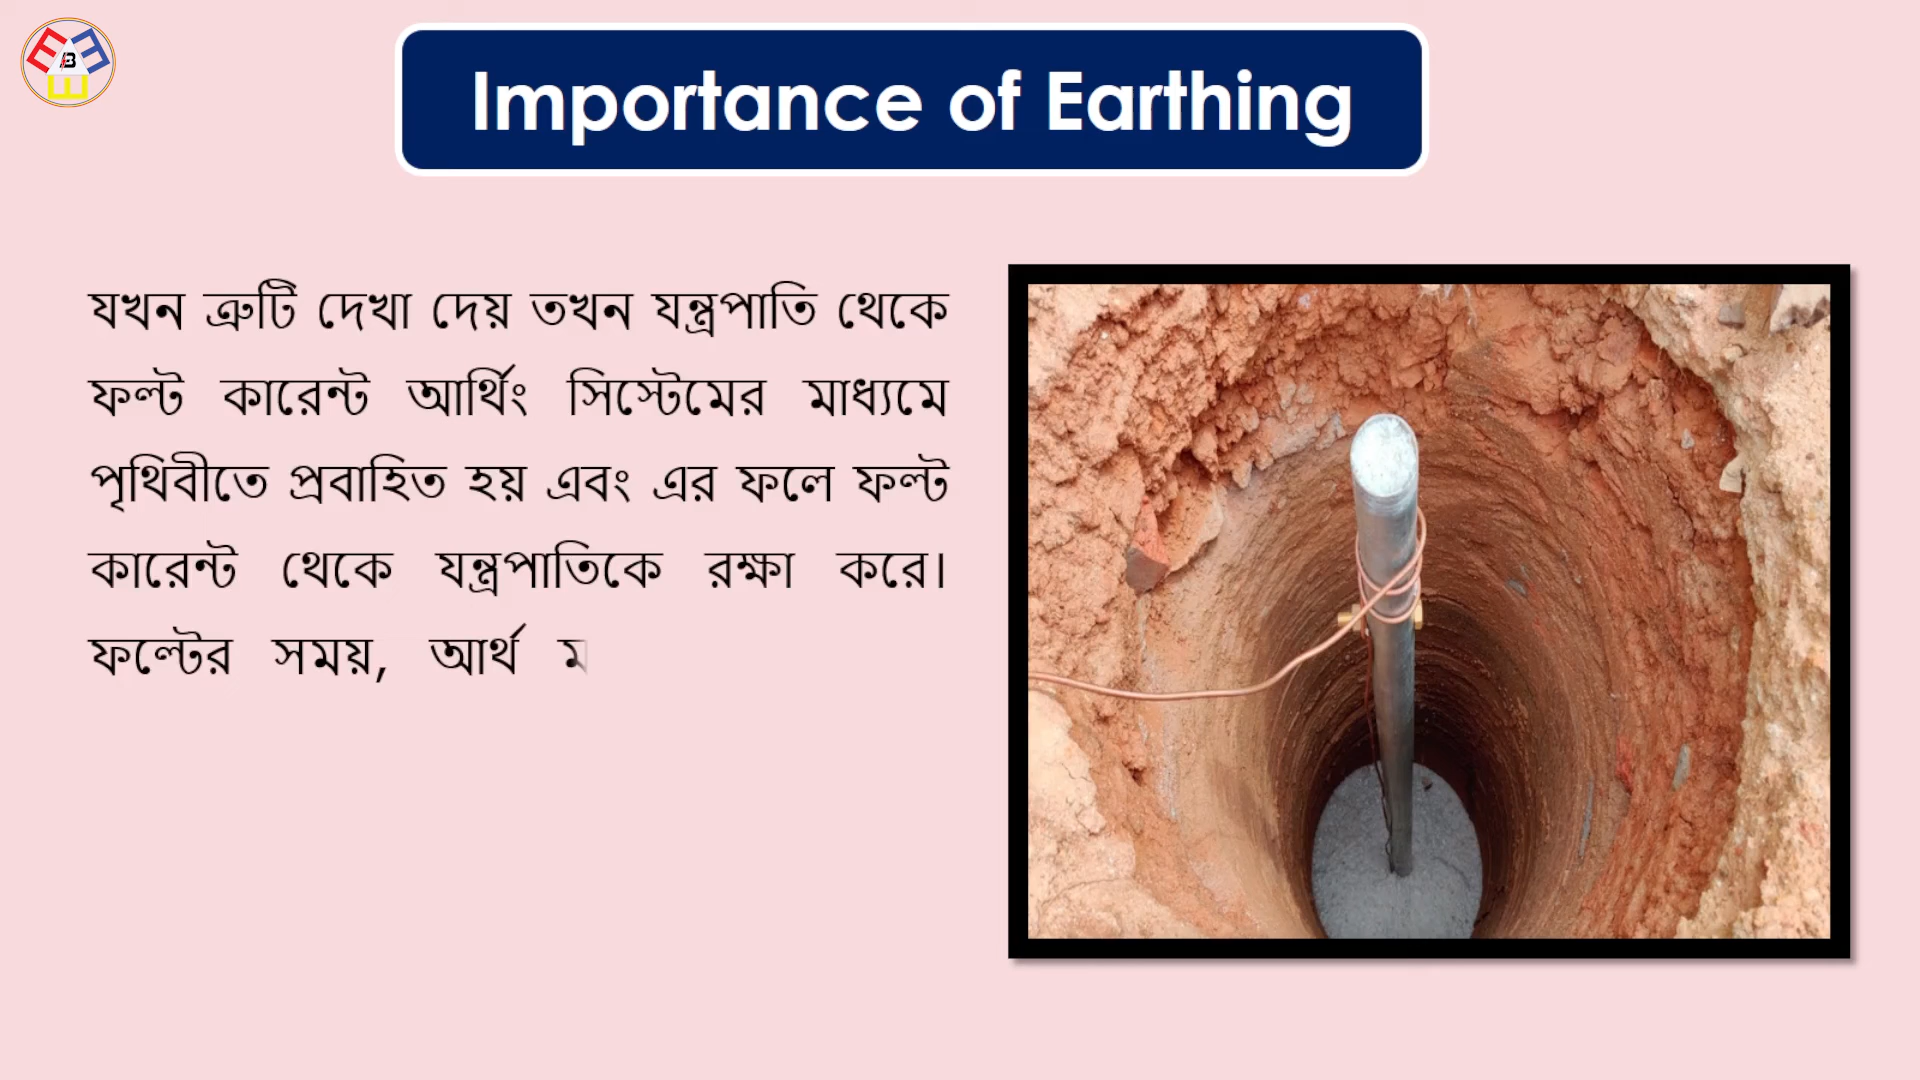 Importance of Earthing
যখন ত্রুটি দেখা দেয় তখন যন্ত্রপাতি থেকে
ফল্ট কারেন্ট আর্থিং সিস্টেমের মাধ্যমে
পৃথিবীতে প্রবাহিত হয় এবং এর ফলে ফল্ট
কারেন্ট থেকে যন্ত্রপাতিকে রক্ষা করে।
ফল্টের সময়, আর্থ